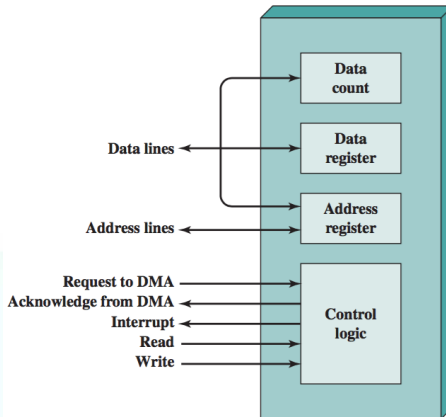 Data
count
Data lines
Data
register
Address
register
Address lines
Request to DMA
Acknowledge from DMA
Interrupt
Read
Write
Control
logic